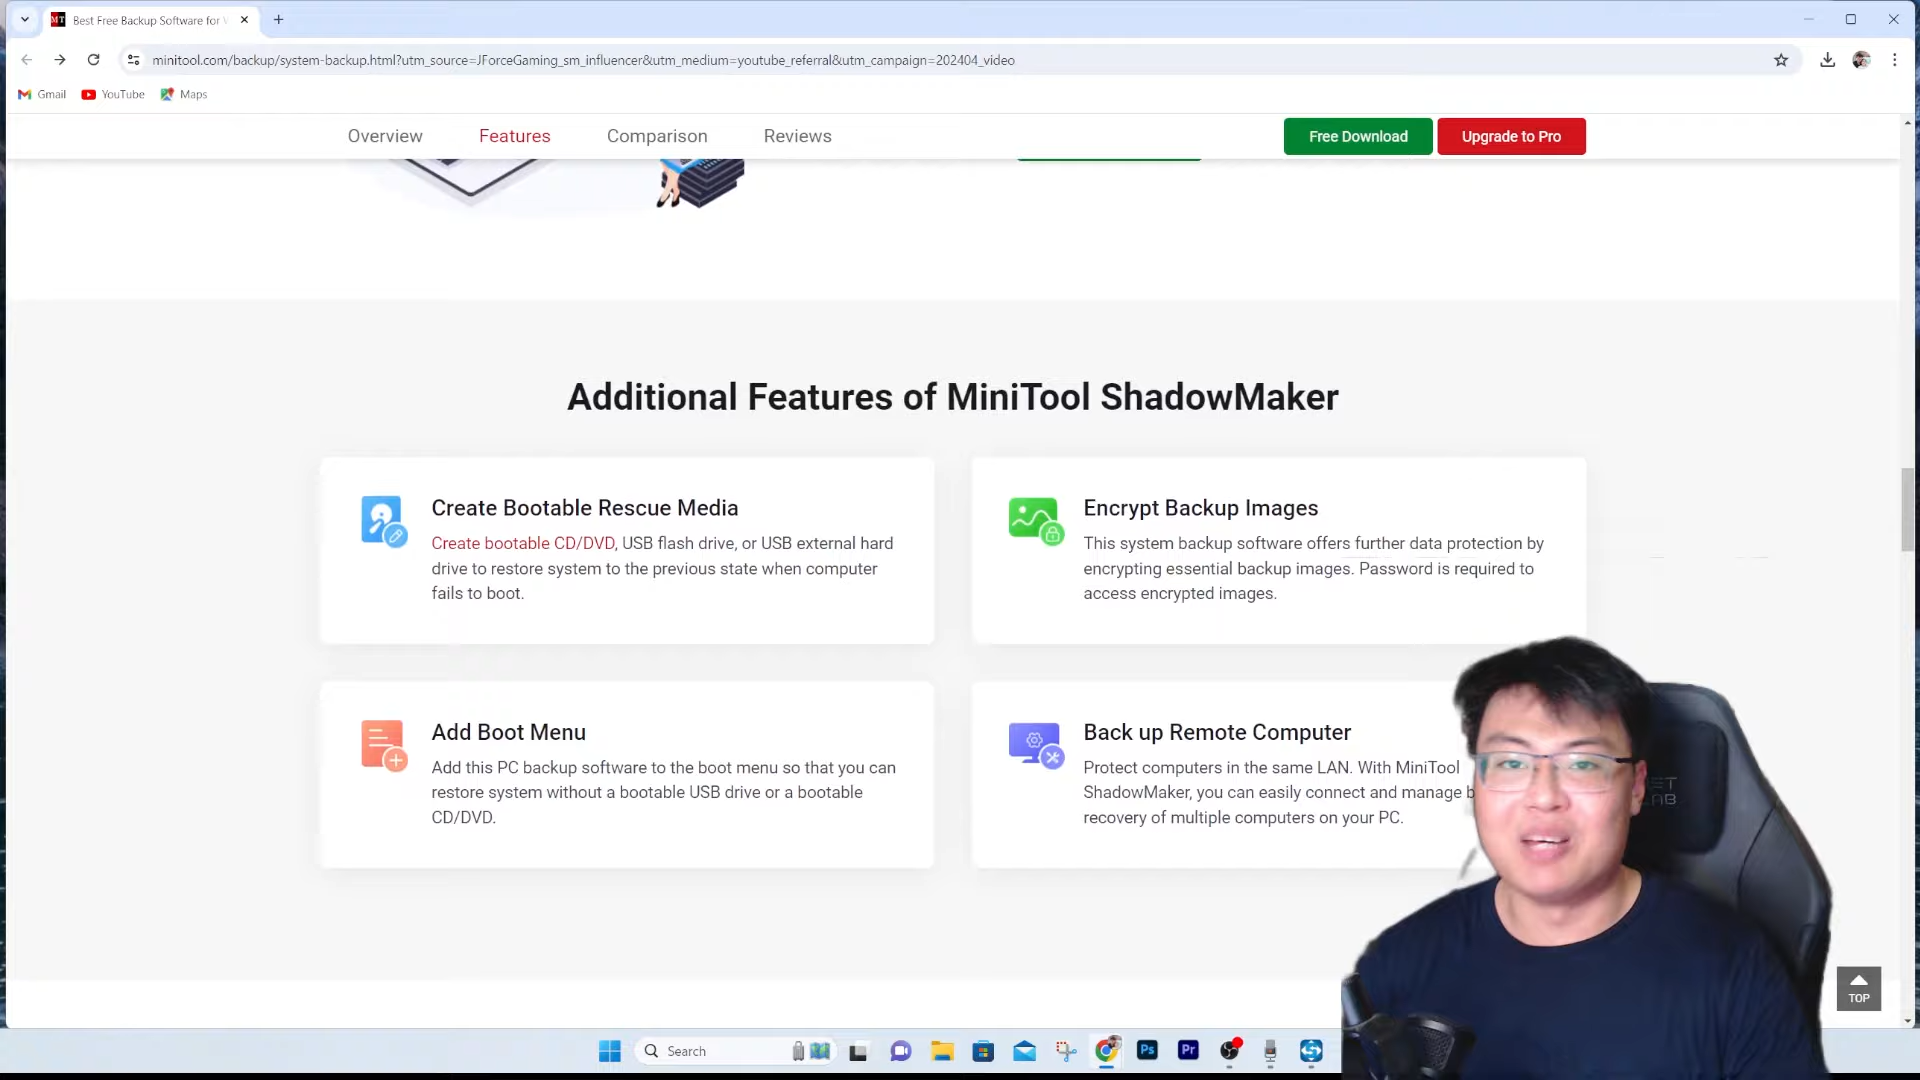 MT Best Free Backup Software for
minitool.com/backup/system-backup.html?utm_source=JForceGaming_sm_influencer&utm_medium=youtube_referral&utm_campaign=202404_video
Gmail YouTube Maps
Overview Features Comparison Reviews Free Download Upgrade to Pro
Additional Features of MiniTool ShadowMaker
Create Bootable Rescue Media
Create bootable CD/DVD, USB flash drive, or USB external hard
drive to restore system to the previous state when computer
fails to boot.
Encrypt Backup Images
This system backup software offers further data protection by
encrypting essential backup images. Password is required to
access encrypted images.
Add Boot Menu
Add this PC backup software to the boot menu so that you can
restore system without a bootable USB drive or a bootable
CD/DVD.
Back up Remote Computer
Protect computers in the same LAN. With MiniTool
ShadowMaker, you can easily connect and manage
recovery of multiple computers on your PC.
TOP
Search
Ps Pr